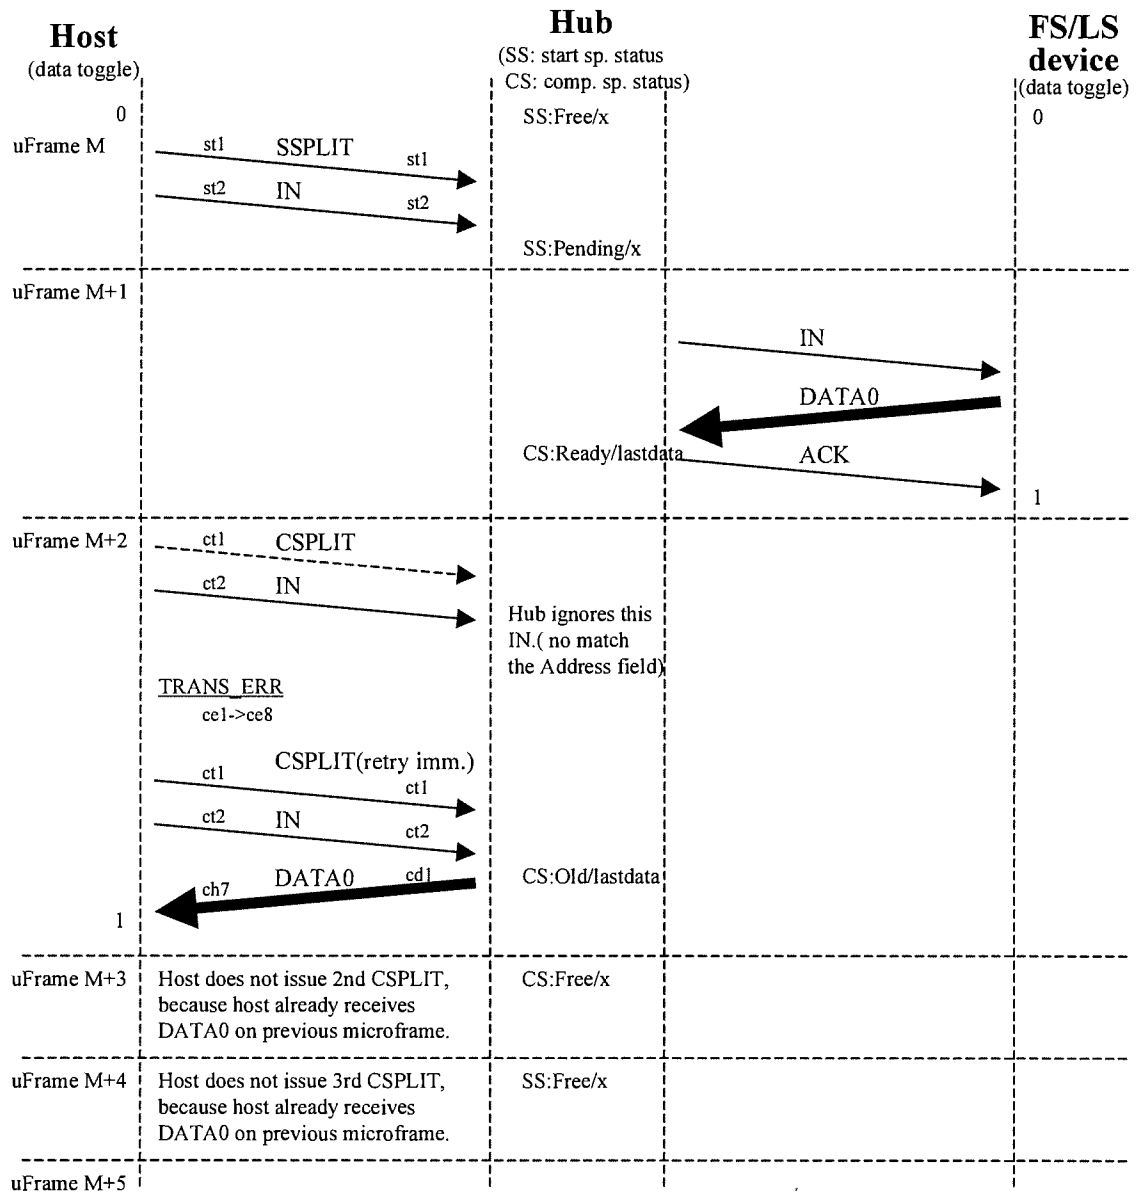 Host
(data toggle)
Hub
(SS: start sp. status
CS: comp. sp. status)
FS/LS
device
(data toggle)
0
SS:Free/x
0
uFrame M
st1 SSPLIT st1
st2 IN st2
SS:Pending/x
uFrame M+1
IN
DATA0
CS:Ready/lastdata
ACK
1
uFrame M+2
ct1 CSPLIT
ct2 IN
Hub ignores this
IN.( no match
the Address field)
TRANS_ERR
ce1->ce8
CSPLIT(retry imm.)
ct1 ct1
ct2 IN ct2
ch7 DATA0 cd1
CS:Old/lastdata
1
uFrame M+3
Host does not issue 2nd CSPLIT,
because host already receives
DATA0 on previous microframe.
CS:Free/x
uFrame M+4
Host does not issue 3rd CSPLIT,
because host already receives
DATA0 on previous microframe.
SS:Free/x
uFrame M+5